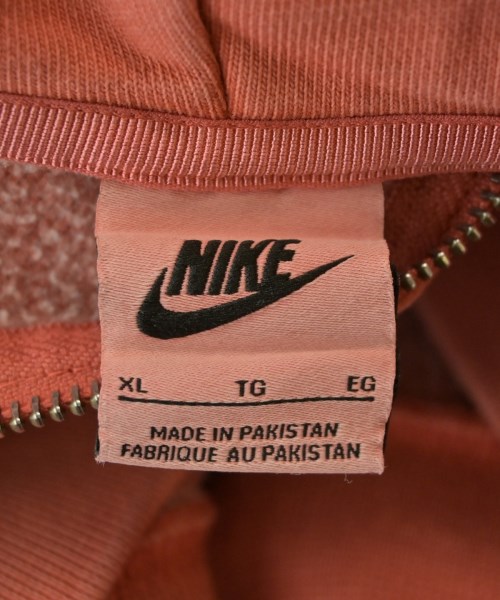 NIKE
XL TG EG
MADE IN PAKISTAN
FABRIQUE AU PAKISTAN